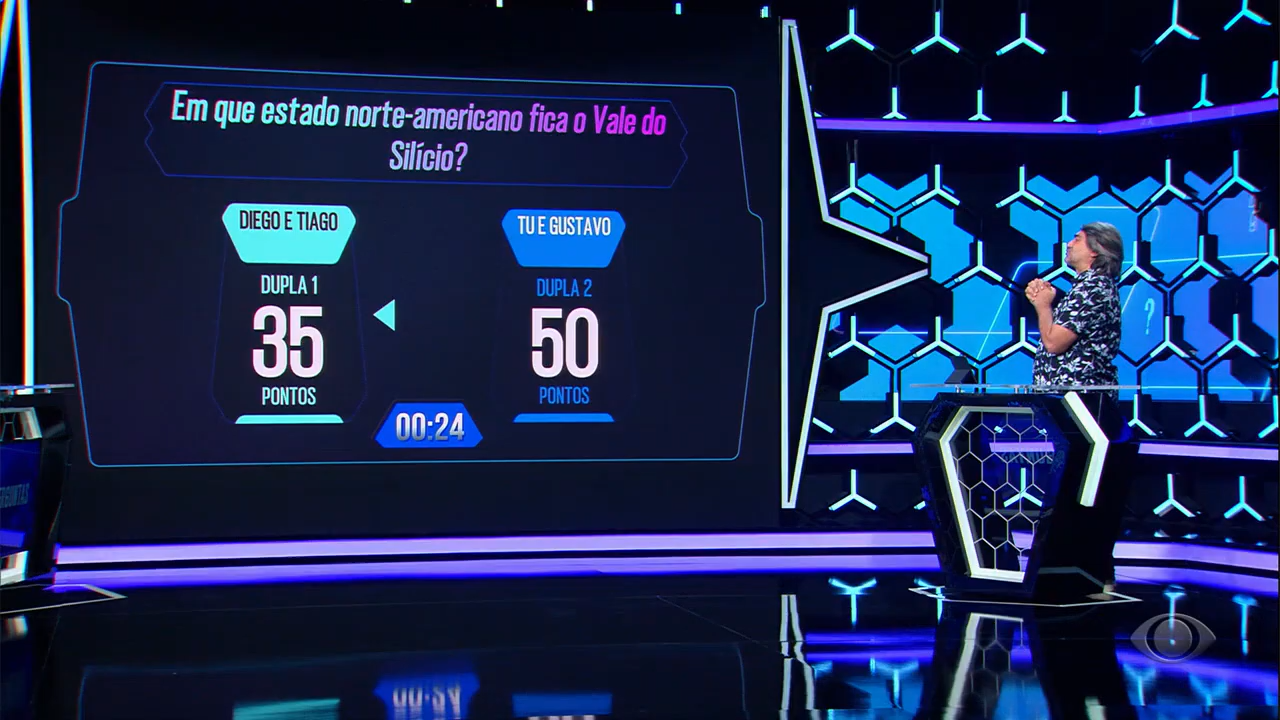 Em que estado norte-americano fica o Vale do
Silício?
DIEGO E TIAGO
DUPLA 1
35
PONTOS
TU E GUSTAVO
DUPLA 2
50
PONTOS
00:24
?